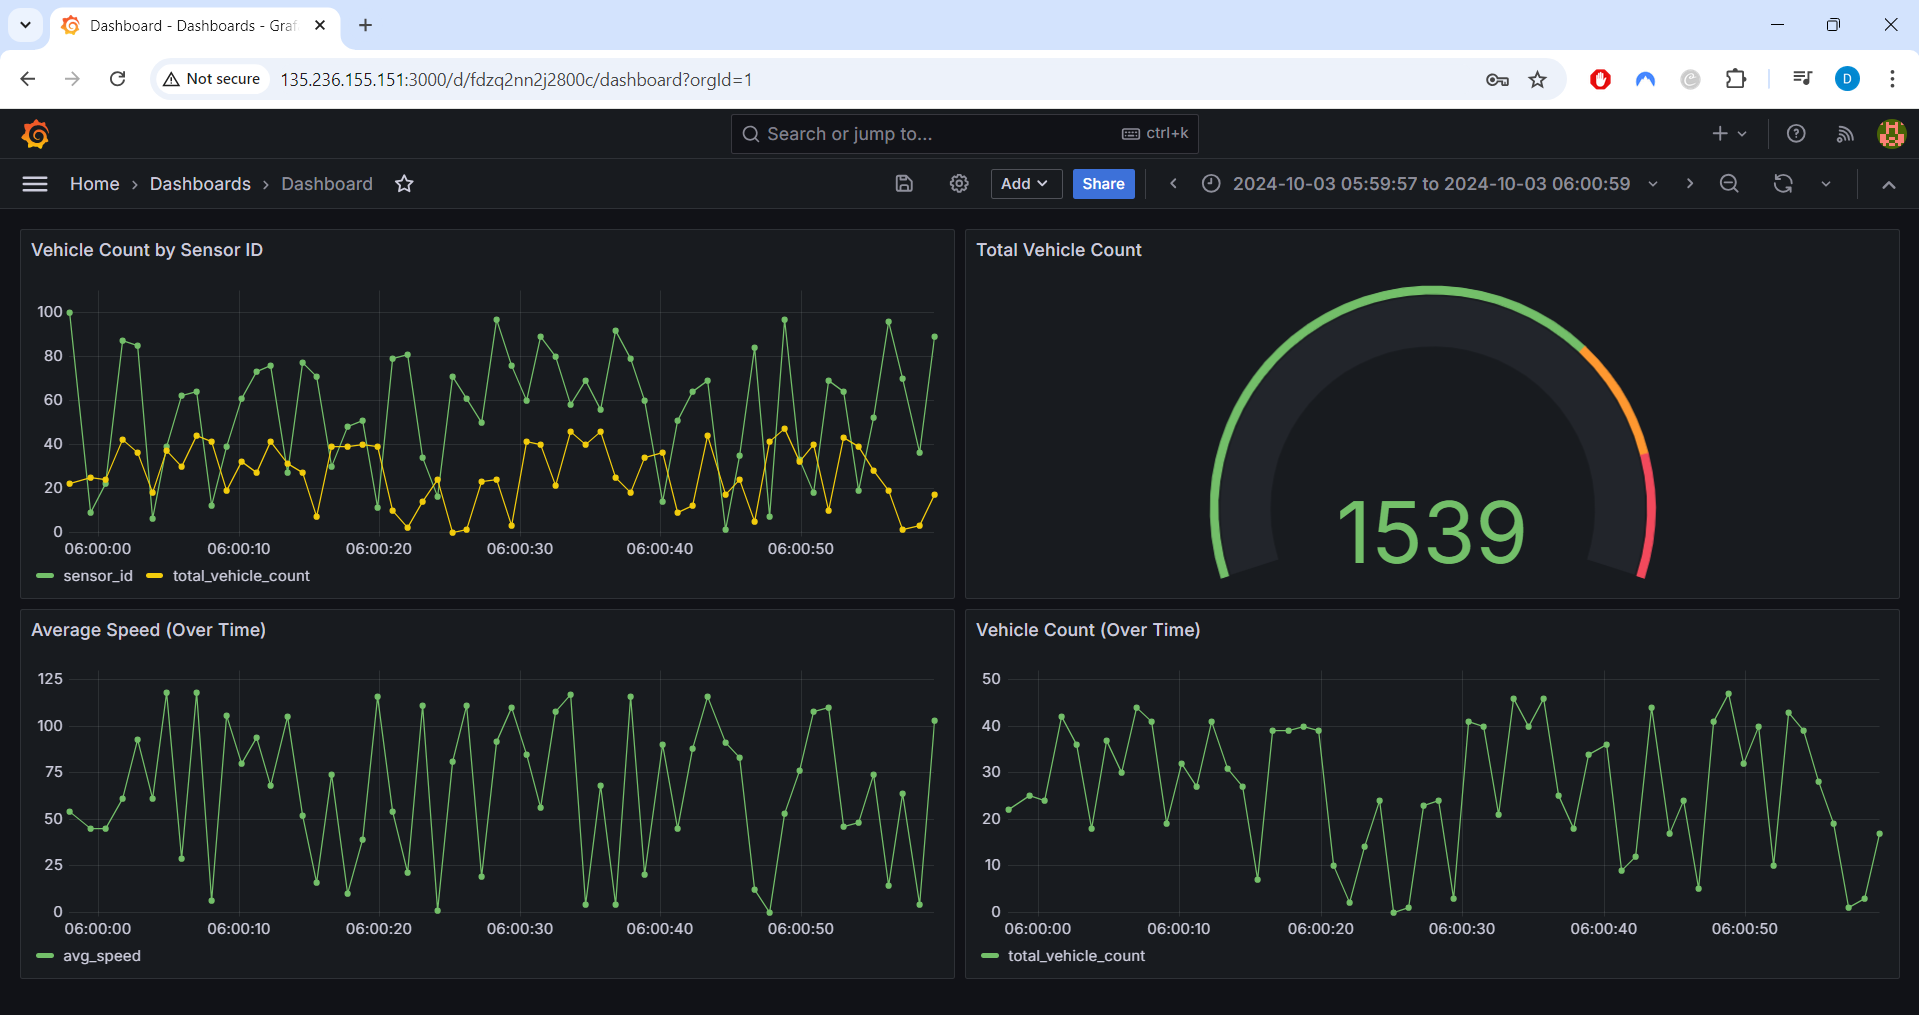 Dashboard - Dashboards - Graf
Not secure
135.236.155.151:3000/d/fdzq2nn2j2800c/dashboard?orgId=1
D
Search or jump to...
ctrl+k
Home › Dashboards › Dashboard
Add
Share
2024-10-03 05:59:57 to 2024-10-03 06:00:59
Vehicle Count by Sensor ID
100
80
60
40
20
0
06:00:00 06:00:10 06:00:20 06:00:30 06:00:40 06:00:50
sensor_id total_vehicle_count
Total Vehicle Count
1539
Average Speed (Over Time)
125
100
75
50
25
0
06:00:00 06:00:10 06:00:20 06:00:30 06:00:40 06:00:50
avg_speed
Vehicle Count (Over Time)
50
40
30
20
10
0
06:00:00 06:00:10 06:00:20 06:00:30 06:00:40 06:00:50
total_vehicle_count